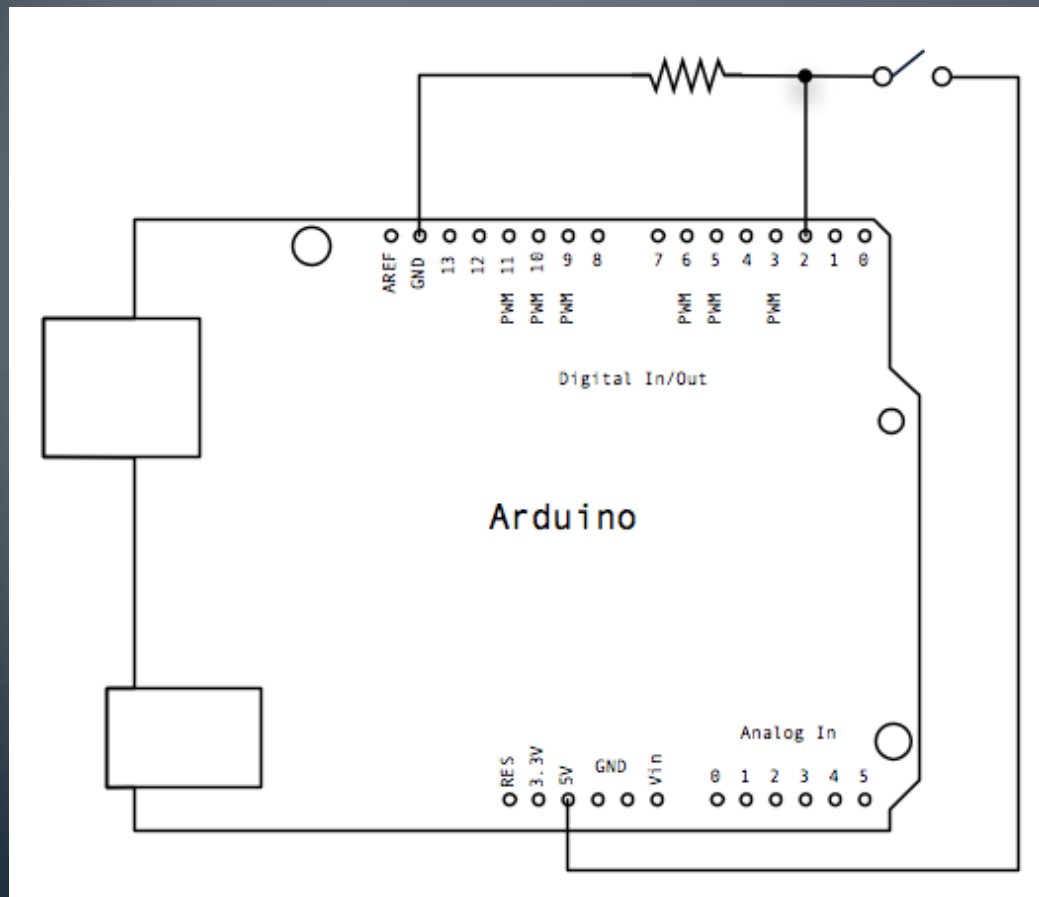 AREF GND 13 12 11 10 9 8 7 6 5 4 3 2 1 0
PWM PWM PWM PWM PWM PWM
Digital In/Out
Arduino
Analog In
RES 3.3V 5V GND Vin 0 1 2 3 4 5